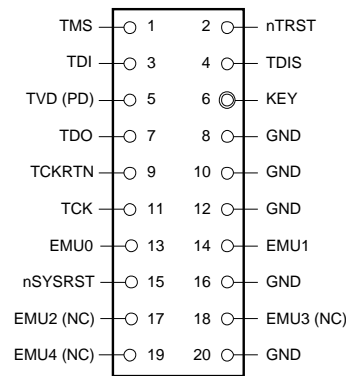 TMS 1 2 nTRST
TDI 3 4 TDIS
TVD (PD) 5 6 KEY
TDO 7 8 GND
TCKRTN 9 10 GND
TCK 11 12 GND
EMU0 13 14 EMU1
nSYSRST 15 16 GND
EMU2 (NC) 17 18 EMU3 (NC)
EMU4 (NC) 19 20 GND